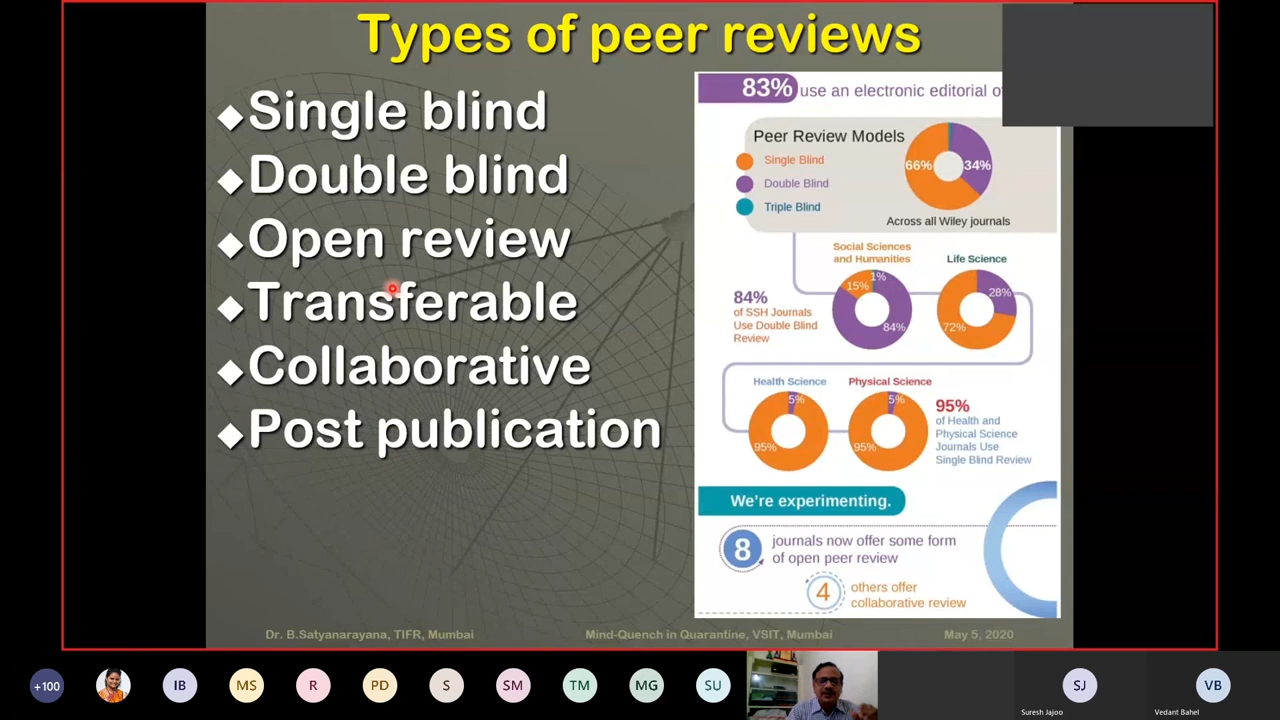 Types of peer reviews
Single blind
Double blind
Open review
Transferable
Collaborative
Post publication
83% use an electronic editorial
Peer Review Models
Single Blind
Double Blind
Triple Blind
66% 34%
Across all Wiley journals
Social Sciences
and Humanities
1%
15%
84%
84%
of SSH Journals
Use Double Blind
Review
Life Science
28%
72%
Health Science
5%
95%
Physical Science
5%
95%
95%
of Health and
Physical Science
Journals Use
Single Blind Review
We're experimenting.
8 journals now offer some form
of open peer review
4 others offer
collaborative review
Dr. B.Satyanarayana, TIFR, Mumbai
Mind-Quench in Quarantine, VSIT, Mumbai
May 5, 2020
+100
IB
MS
R
PD
S
SM
TM
MG
SU
SJ
Suresh Jajoo
VB
Vedant Bahel